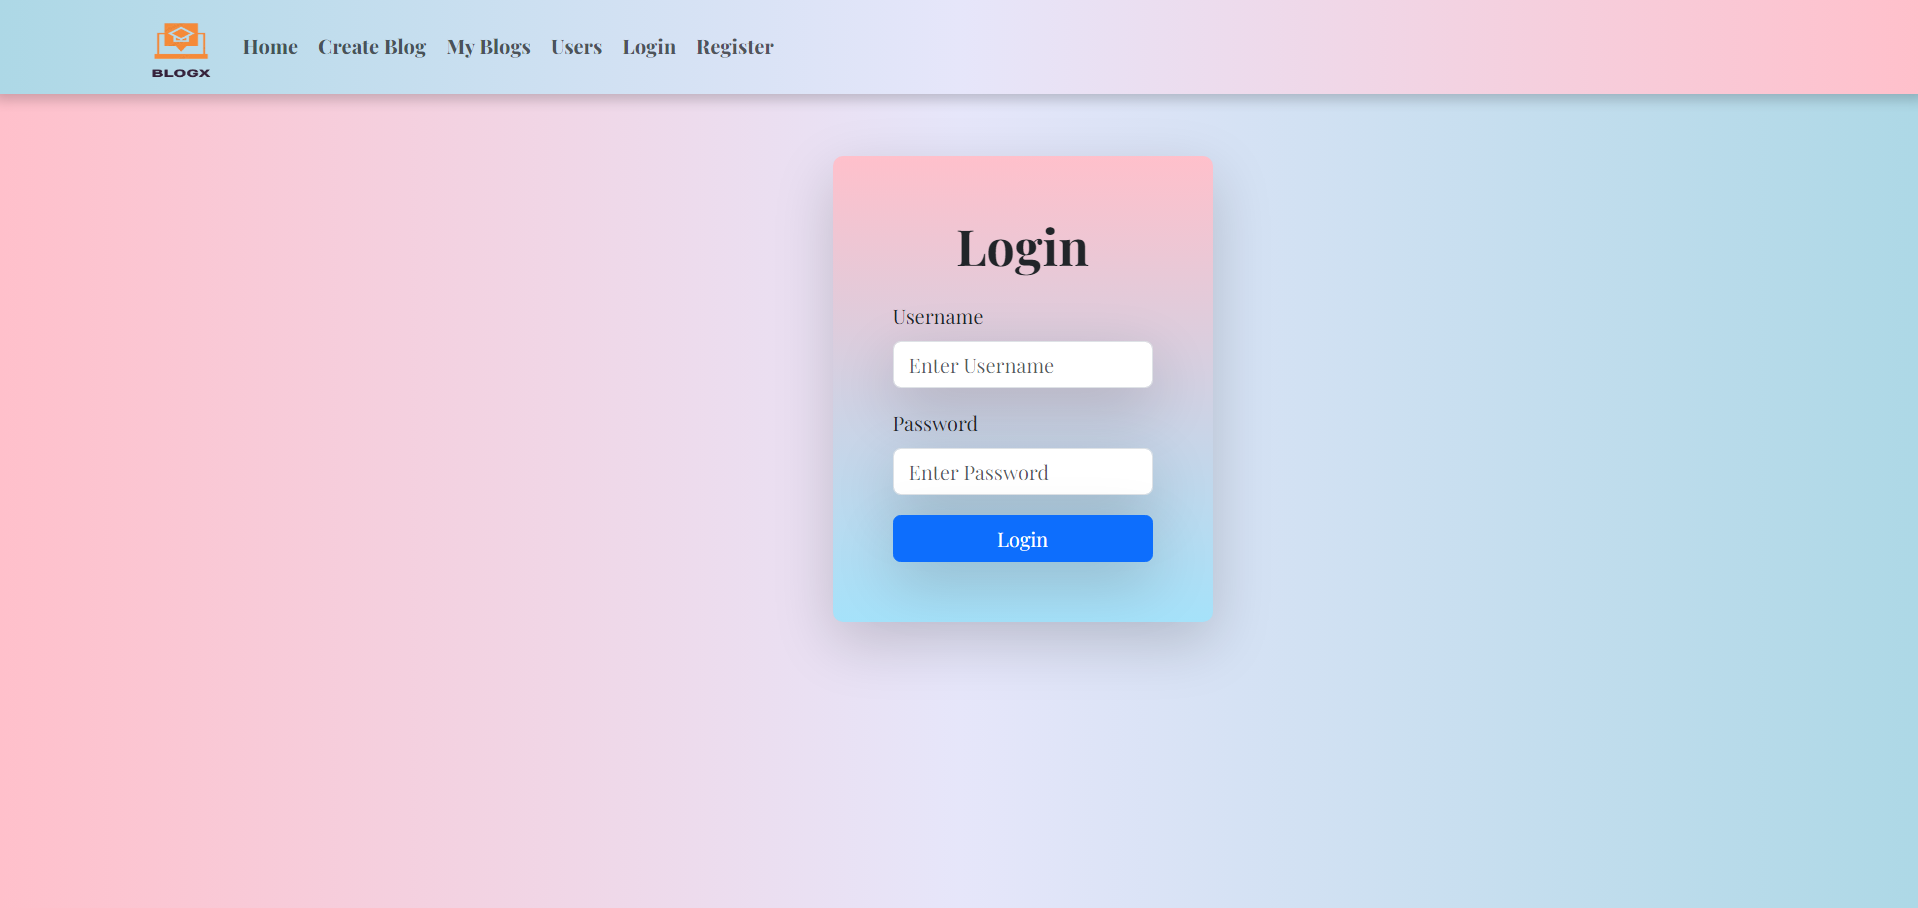 BLOGX
Home Create Blog My Blogs Users Login Register
Login
Username
Enter Username
Password
Enter Password
Login